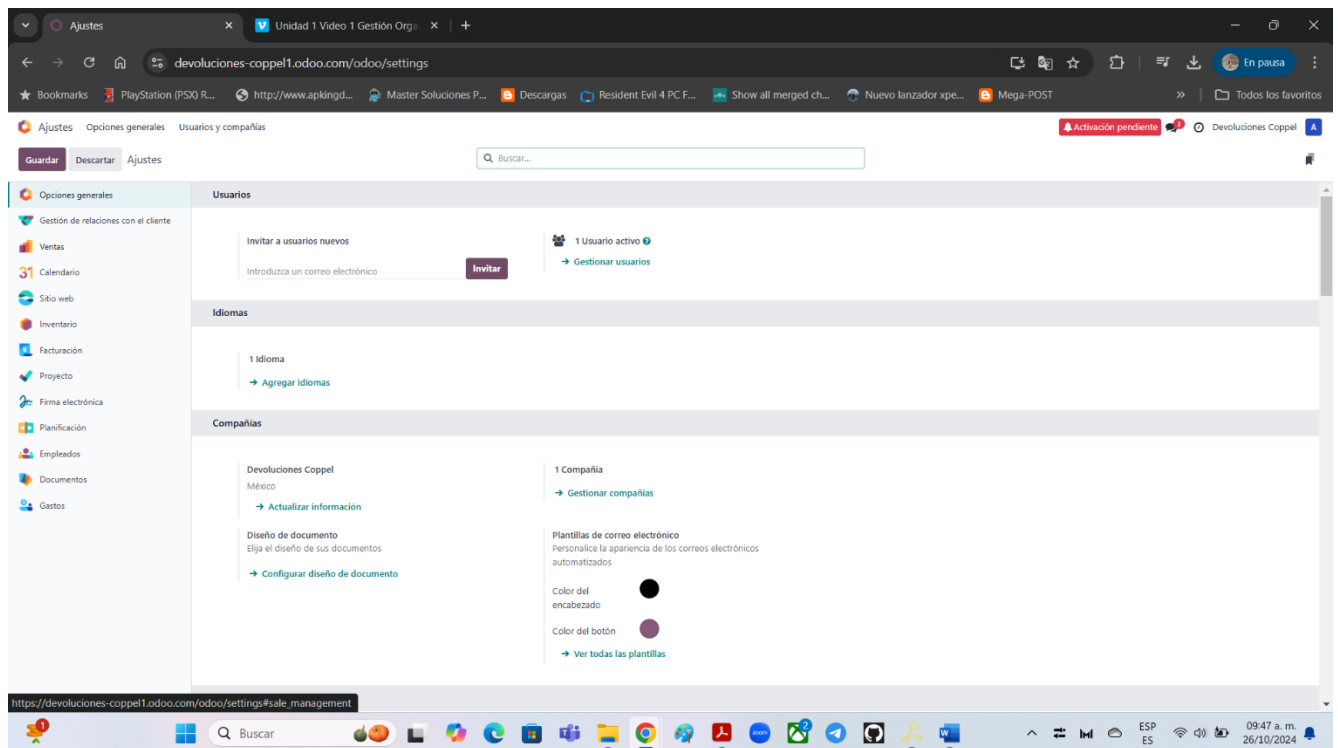 Ajustes
Unidad 1 Video 1 Gestión Orga
devoluciones-coppel1.odoo.com/odoo/settings
En pausa
Bookmarks PlayStation (PSX) R... http://www.apkingd... Master Soluciones P... Descargas Resident Evil 4 PC F... Show all merged ch... Nuevo lanzador xpe... Mega-POST » Todos los favoritos
Ajustes Opciones generales Usuarios y compañías Activación pendiente 3 Devoluciones Coppel A
Guardar Descartar Ajustes Buscar...
Opciones generales
Gestión de relaciones con el cliente
Ventas
31 Calendario
Sitio web
Inventario
Facturación
Proyecto
Firma electrónica
Planificación
Empleados
Documentos
Gastos
Usuarios
Invitar a usuarios nuevos
Introduzca un correo electrónico Invitar
1 Usuario activo
→ Gestionar usuarios
Idiomas
1 Idioma
→ Agregar idiomas
Compañías
Devoluciones Coppel
México
→ Actualizar información
1 Compañía
→ Gestionar compañías
Diseño de documento
Elija el diseño de sus documentos
→ Configurar diseño de documento
Plantillas de correo electrónico
Personalice la apariencia de los correos electrónicos
automatizados
Color del
encabezado
Color del botón
→ Ver todas las plantillas
https://devoluciones-coppel1.odoo.com/odoo/settings#sale_management
1
Buscar
zoom
2
ESP
ES
09:47 a. m.
26/10/2024